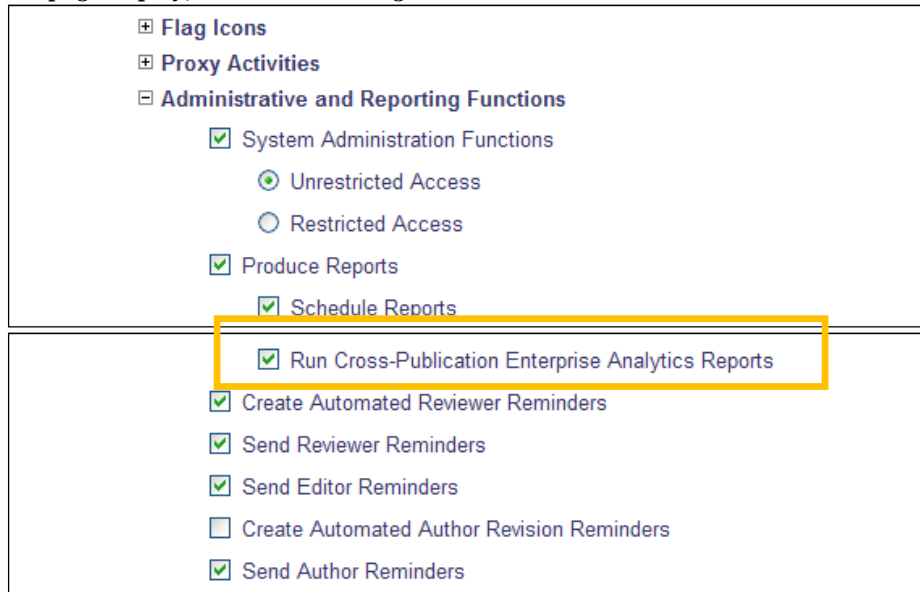 Flag Icons
Proxy Activities
Administrative and Reporting Functions
System Administration Functions
Unrestricted Access
Restricted Access
Produce Reports
Schedule Reports
Run Cross-Publication Enterprise Analytics Reports
Create Automated Reviewer Reminders
Send Reviewer Reminders
Send Editor Reminders
Create Automated Author Revision Reminders
Send Author Reminders